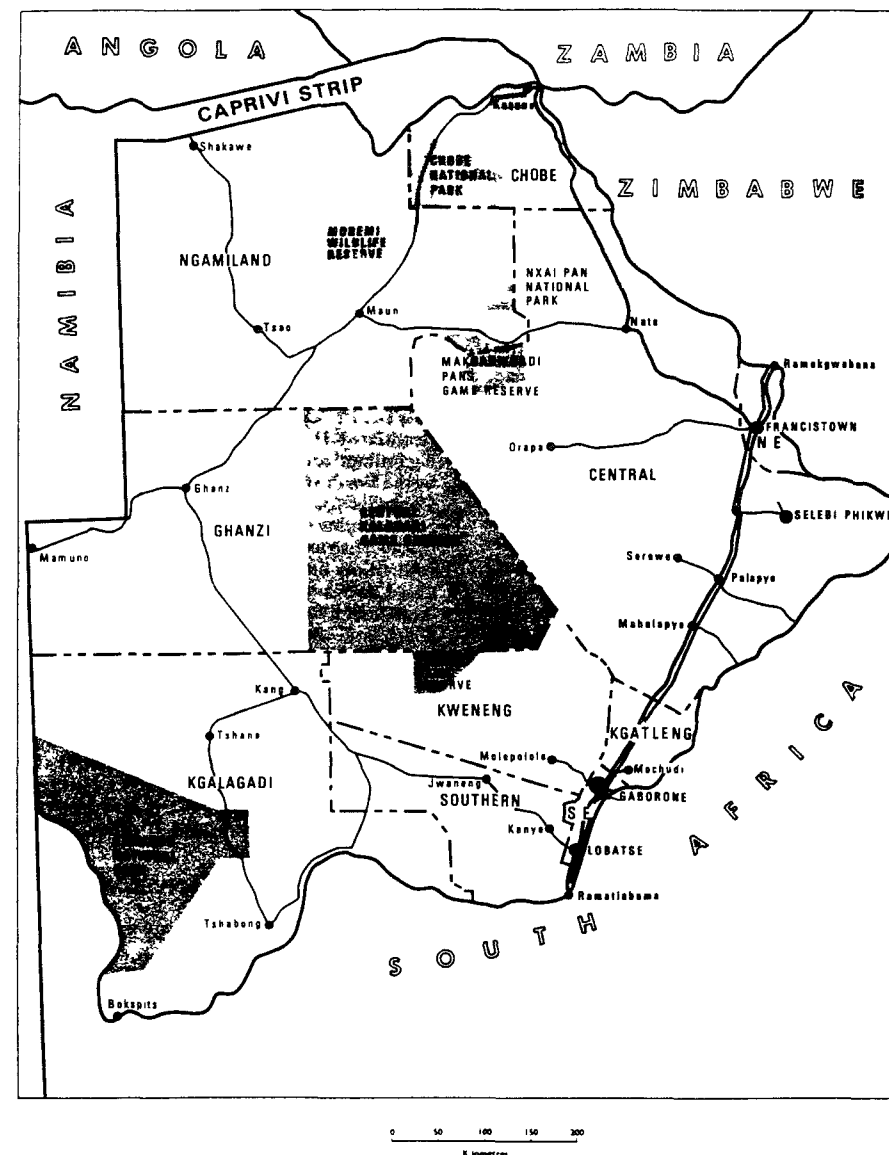 ANGOLA
ZAMBIA
CAPRIVI STRIP
Shakawe
CHOBE
NATIONAL
PARK
CHOBE
ZIMBABWE
NAMIBIA
MOREMI
WILDLIFE
RESERVE
NGAMILAND
NXAI PAN
NATIONAL
PARK
Maun
Tsao
Nata
PANS
GAME RESERVE
Ramokgwebana
FRANCISTOWN
NE
Orapa
CENTRAL
Ghanz
GHANZI
SELEBI PHIKWE
Mamuno
Serowe
Palapye
Mahalapye
Kang
KWENENG
KGATLENG
Tshane
KGALAGADI
Molepolole
Mochudi
Jwaneng
SOUTHERN
GABORONE
SE
Kanye
LOBATSE
Ramatlabama
Tshabong
SOUTH AFRICA
Bokspits
0 50 100 150 200